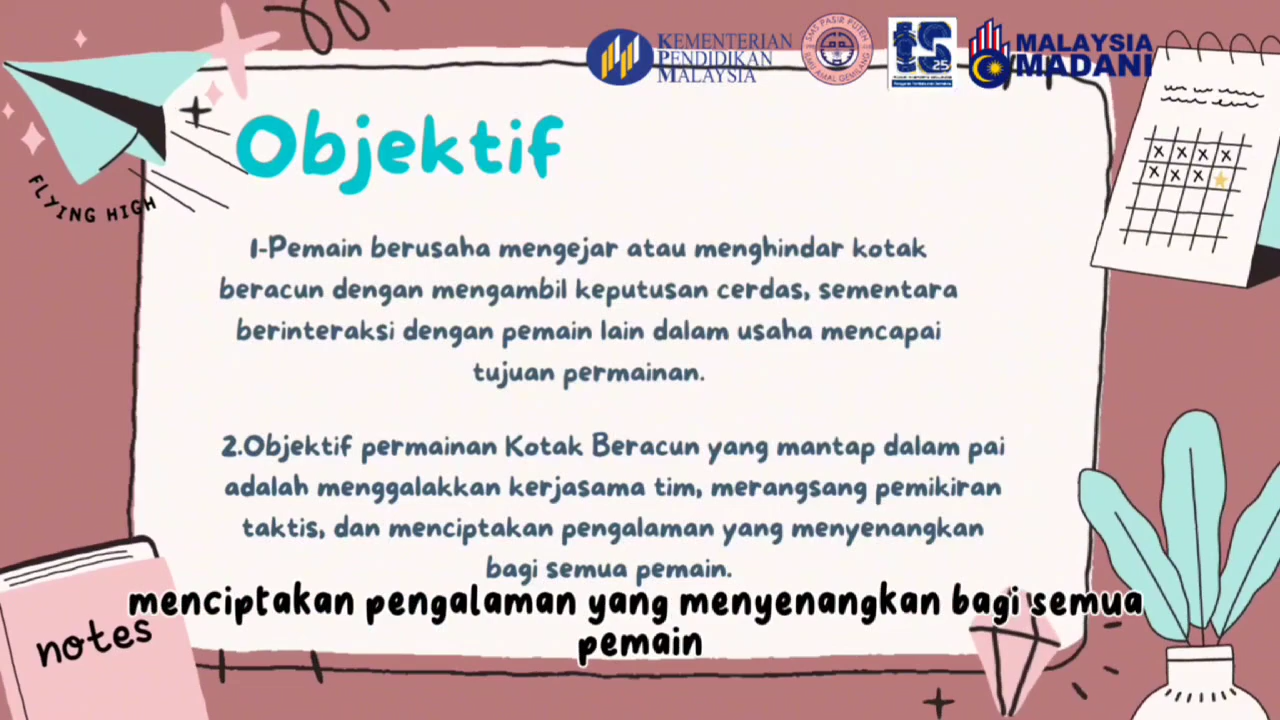 KEMENTERIAN
PENDIDIKAN
MALAYSIA
SMS PASIR PUTEH
MALAYSIA
MADANI
FLYING HIGH
Objektif
1-Pemain berusaha mengejar atau menghindar kotak
beracun dengan mengambil keputusan cerdas, sementara
berinteraksi dengan pemain lain dalam usaha mencapai
tujuan permainan.
2.Objektif permainan Kotak Beracun yang mantap dalam pai
adalah menggalakkan kerjasama tim, merangsang pemikiran
taktis, dan menciptakan pengalaman yang menyenangkan
bagi semua pemain.
menciptakan pengalaman yang menyenangkan bagi semua
pemain
notes